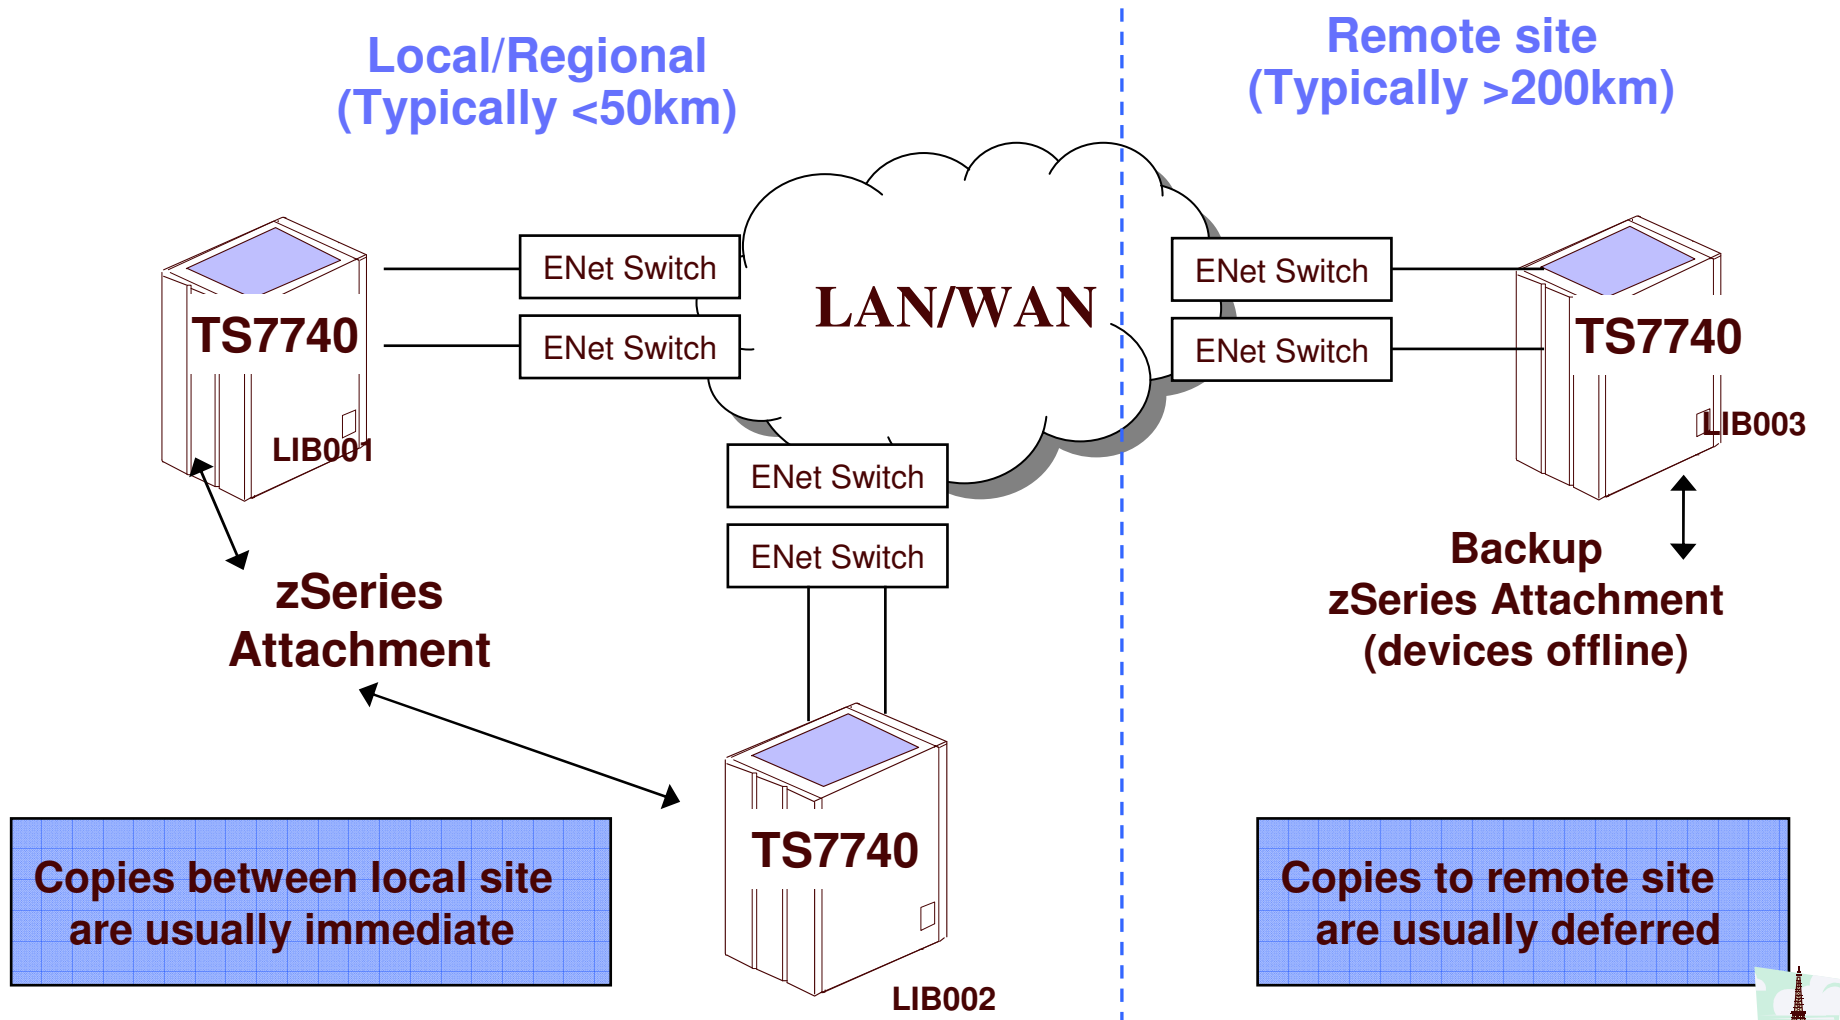 Local/Regional
(Typically <50km)
Remote site
(Typically >200km)
ENet Switch
ENet Switch
LAN/WAN
ENet Switch
ENet Switch
TS7740
LIB001
TS7740
LIB003
ENet Switch
ENet Switch
zSeries
Attachment
Backup
zSeries Attachment
(devices offline)
TS7740
LIB002
Copies between local site
are usually immediate
Copies to remote site
are usually deferred